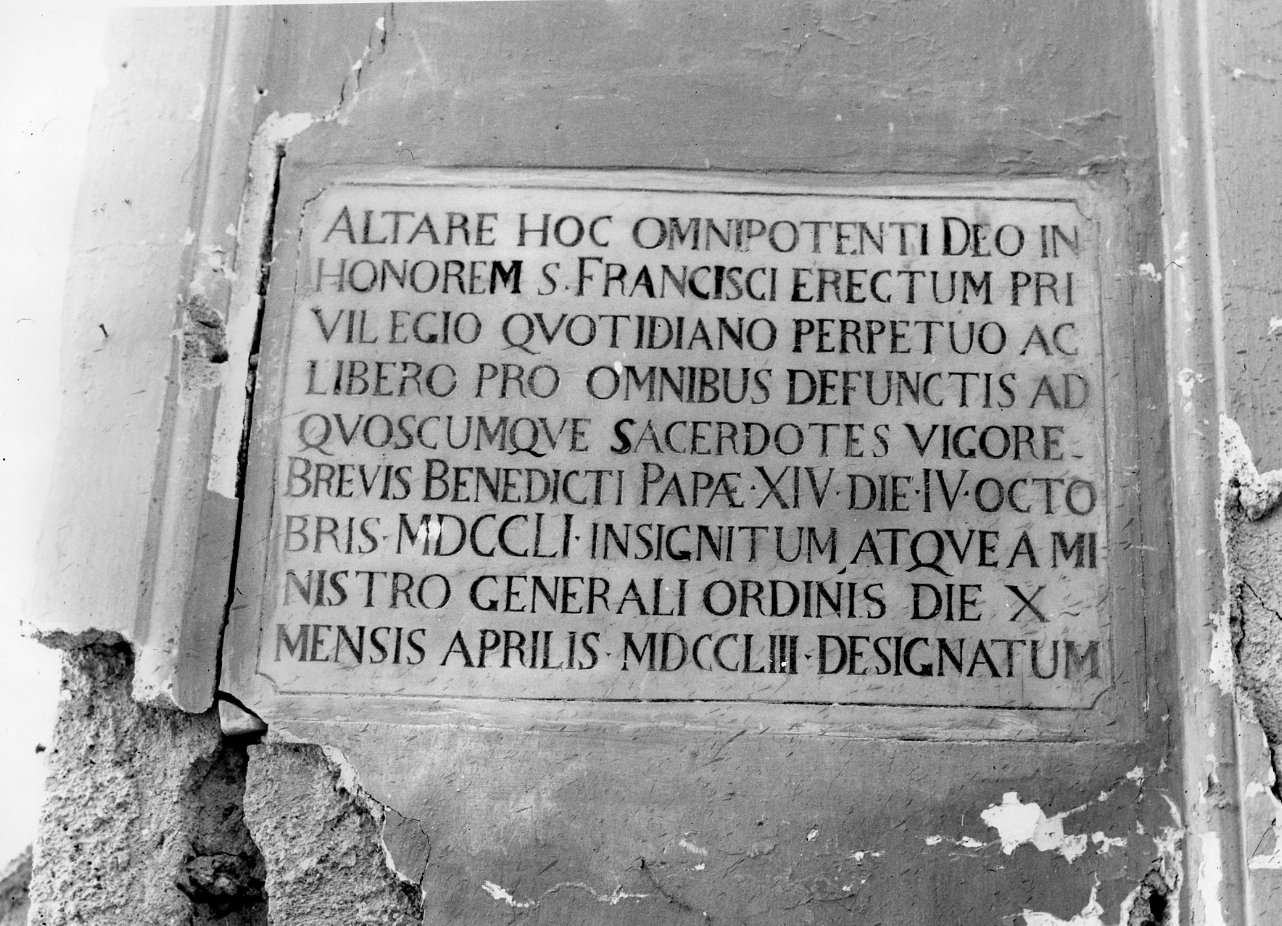 ALTARE HOC OMNIPOTENTI DEO IN
HONOREM S. FRANCISCI ERECTUM PRI
VILEGIO QVOTIDIANO PERPETUO AC
LIBERO PRO OMNIBUS DEFUNCTIS AD
QVOSCUMQVE SACERDOTES VIGORE
BREVIS BENEDICTI PAPÆ·XIV·DIE·IV·OCTO
BRIS·MDCCLI·INSIGNITUM ATQVE A MI
NISTRO GENERALI ORDINIS DIE X
MENSIS APRILIS·MDCCLIII·DESIGNATUM